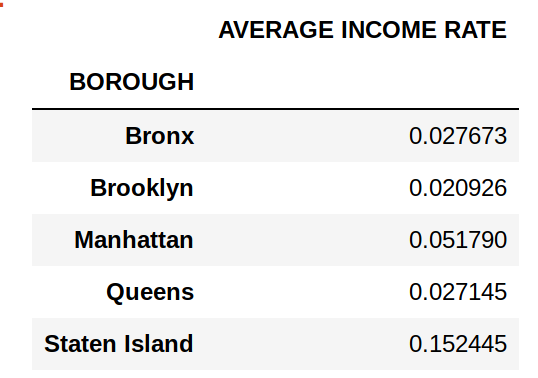 AVERAGE INCOME RATE
BOROUGH
Bronx 0.027673
Brooklyn 0.020926
Manhattan 0.051790
Queens 0.027145
Staten Island 0.152445